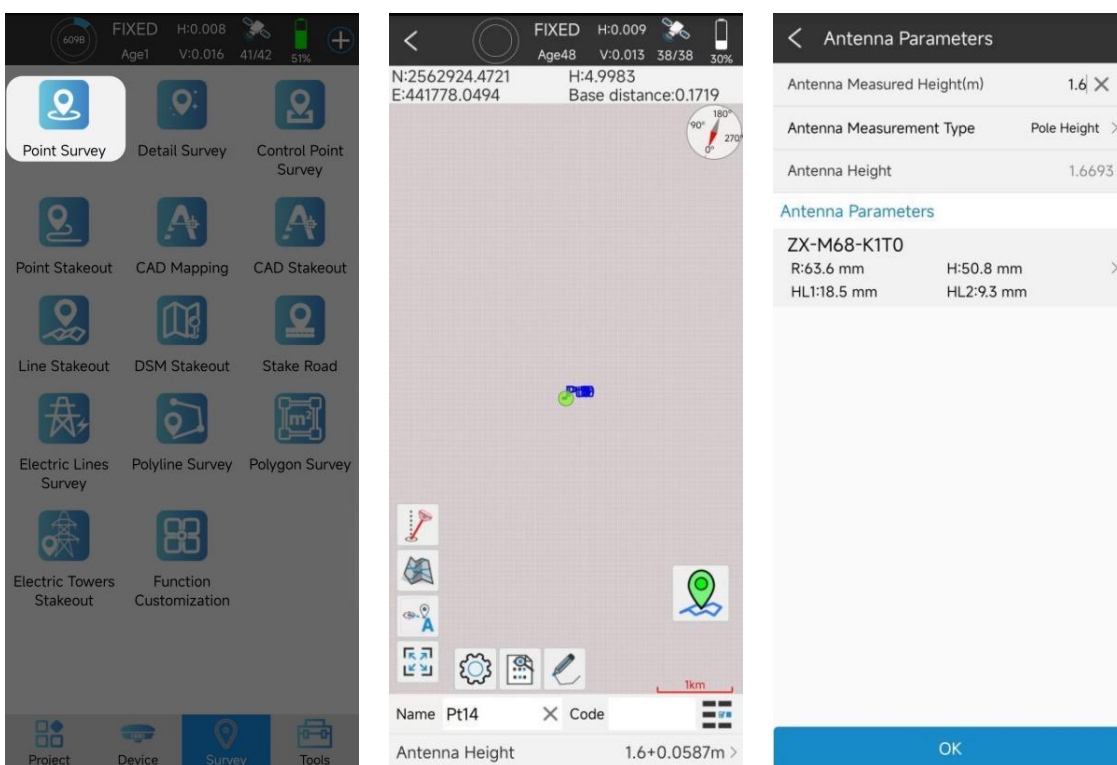 609B
FIXED H:0.008
Age1 V:0.016 41/42 51%
Point Survey
Detail Survey
Control Point
Survey
Point Stakeout
CAD Mapping
CAD Stakeout
Line Stakeout
DSM Stakeout
Stake Road
Electric Lines
Survey
Polyline Survey
m²
Polygon Survey
Electric Towers
Stakeout
Function
Customization
Project
Device
Survey
Tools
FIXED H:0.009
Age48 V:0.013 38/38 30%
N:2562924.4721 H:4.9983
E:441778.0494 Base distance:0.1719
180°
90°
270°
0°
A
1km
Name Pt14 Code
Antenna Height 1.6+0.0587m >
Antenna Parameters
Antenna Measured Height(m) 1.6
Antenna Measurement Type Pole Height >
Antenna Height 1.6693
Antenna Parameters
ZX-M68-K1T0
R:63.6 mm H:50.8 mm
HL1:18.5 mm HL2:9.3 mm
OK